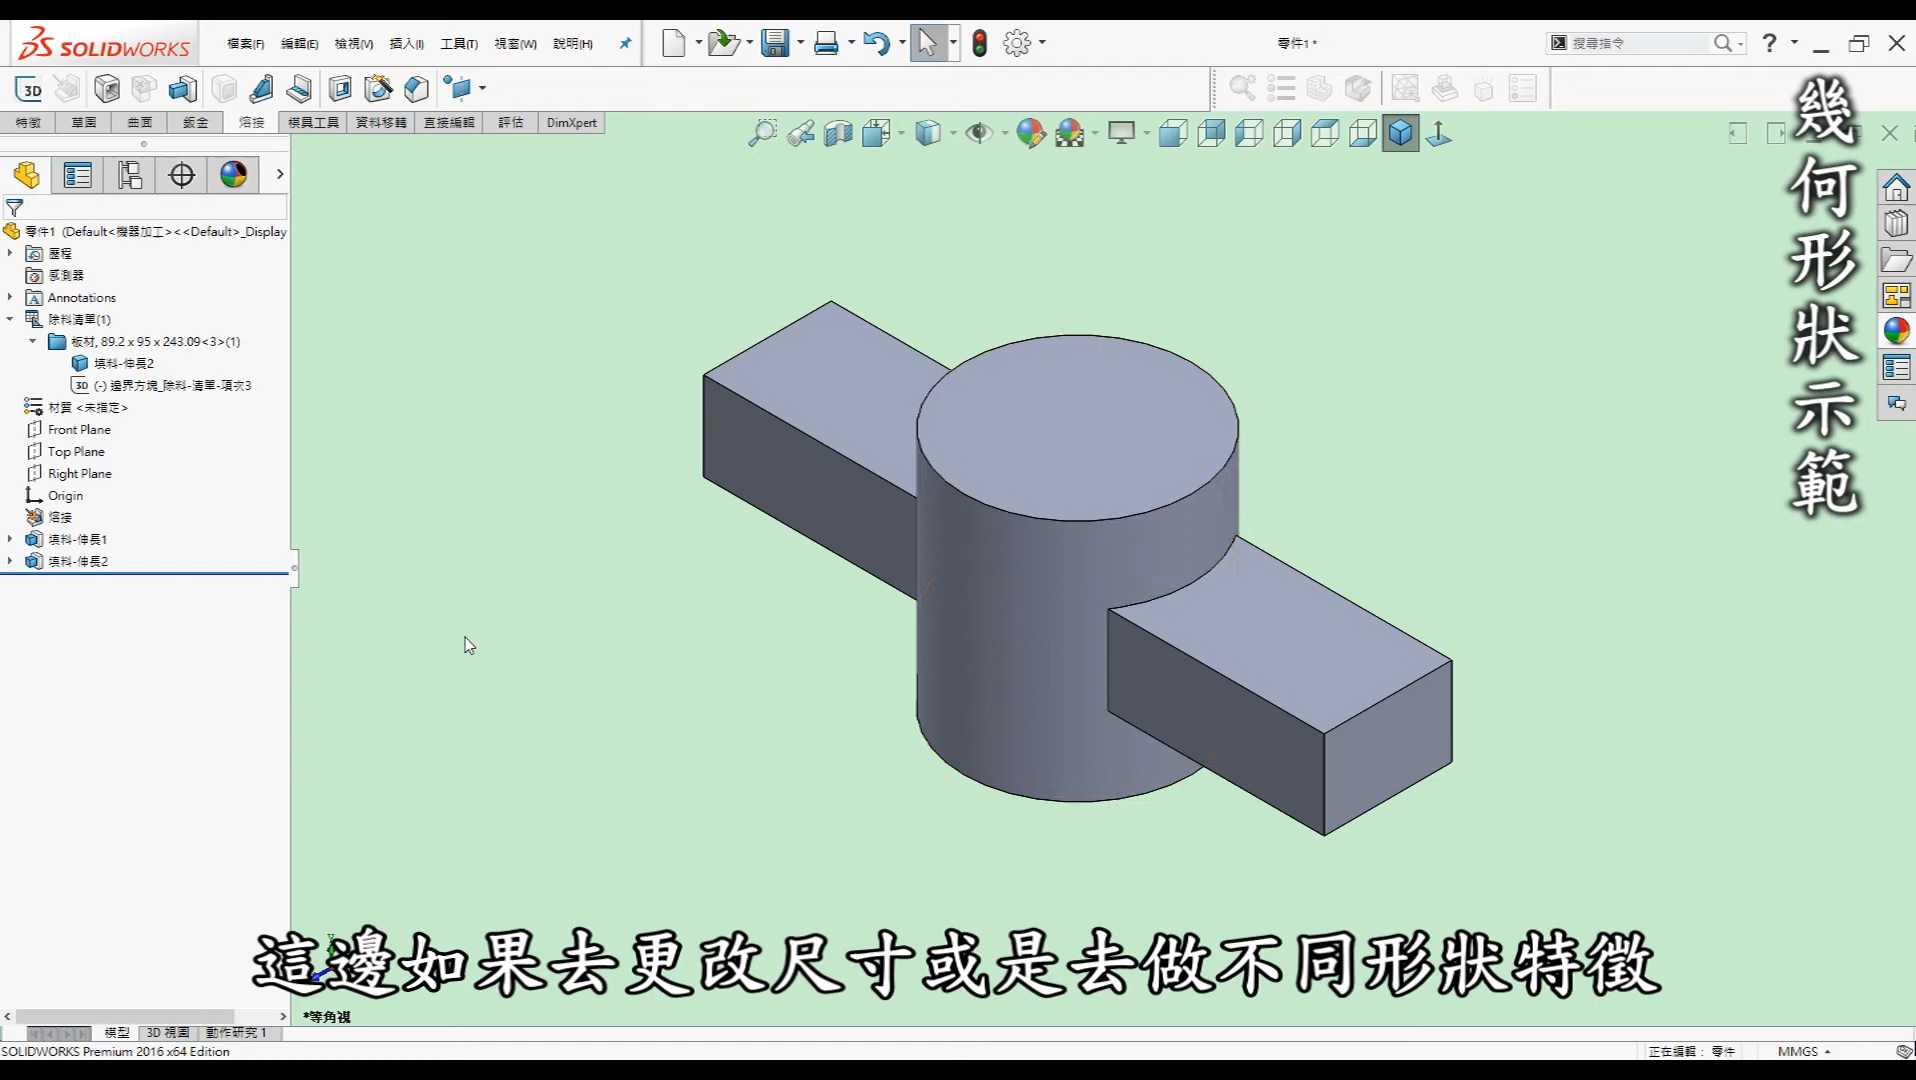 SOLIDWORKS
檔案(F) 編輯(E) 檢視(V) 插入(I) 工具(T) 視窗(W) 說明(H)
零件1 *
搜尋指令
3D
特徵 草圖 曲面 鈑金 熔接 模具工具 資料移轉 直接編輯 評估 DimXpert
零件1 (Default<機器加工><<Default>_Display
歷程
感測器
Annotations
除料清單(1)
板材, 89.2 x 95 x 243.09<3>(1)
填料-伸長2
3D (-) 邊界方塊_除料-清單-項次3
材質 <未指定>
Front Plane
Top Plane
Right Plane
Origin
熔接
填料-伸長1
填料-伸長2
幾何形狀示範
這邊如果去更改尺寸或是去做不同形狀特徵
*等角視
模型 3D 視圖 動作研究 1
SOLIDWORKS Premium 2016 x64 Edition
正在編輯： 零件
MMGS